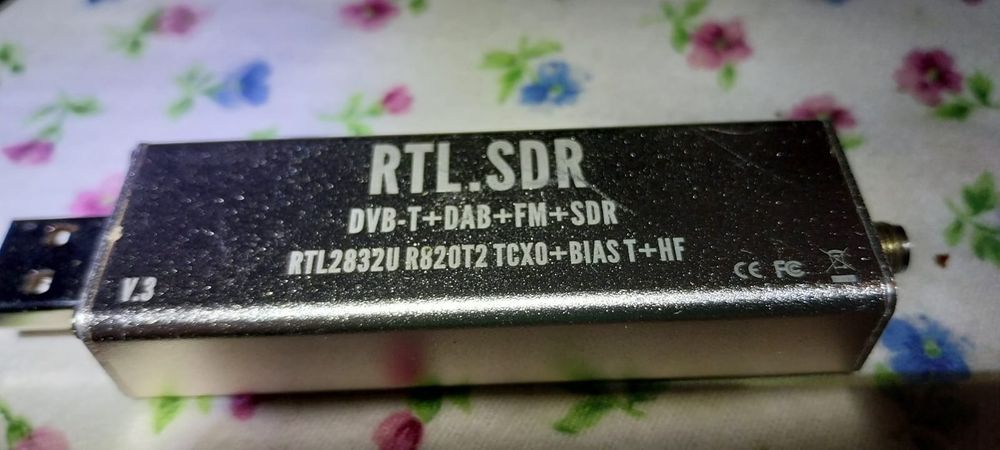 RTL.SDR
DVB-T+DAB+FM+SDR
RTL2832U R820T2 TCXO+BIAS T+HF
V.3
CE FC